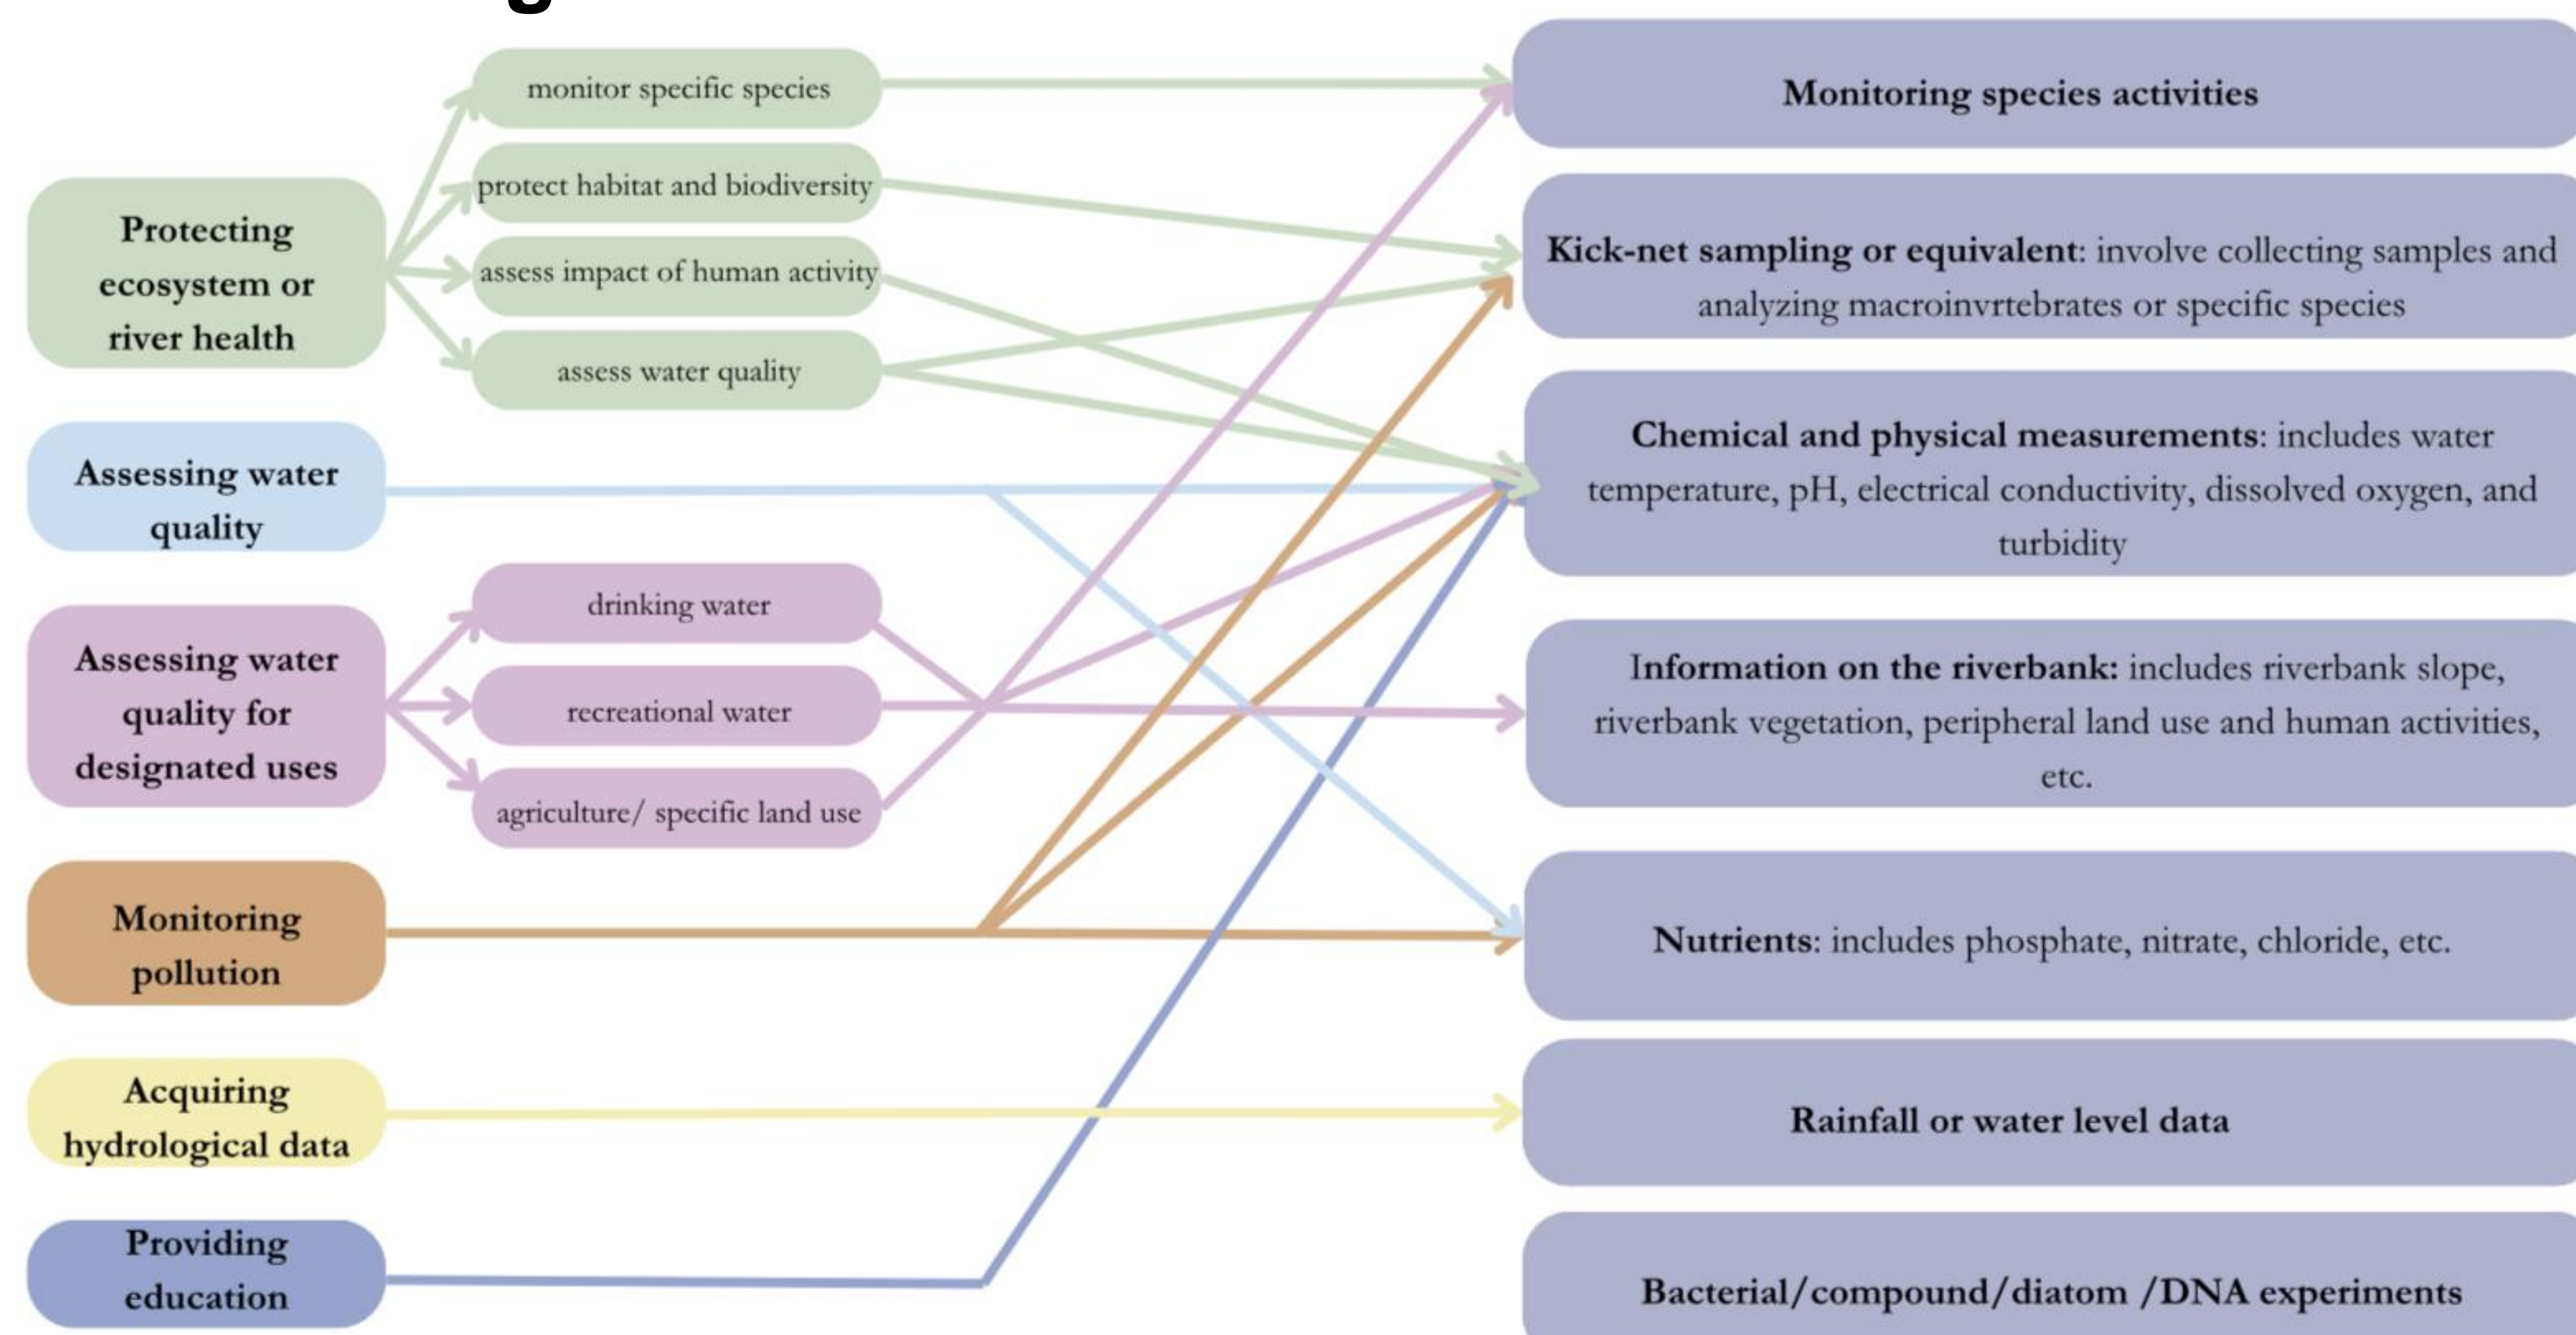 monitor specific species
protect habitat and biodiversity
assess impact of human activity
assess water quality
Protecting
ecosystem or
river health
Assessing water
quality
drinking water
recreational water
agriculture/ specific land use
Assessing water
quality for
designated uses
Monitoring
pollution
Acquiring
hydrological data
Providing
education
Monitoring species activities
Kick-net sampling or equivalent: involve collecting samples and
analyzing macroinvrtebrates or specific species
Chemical and physical measurements: includes water
temperature, pH, electrical conductivity, dissolved oxygen, and
turbidity
Information on the riverbank: includes riverbank slope,
riverbank vegetation, peripheral land use and human activities,
etc.
Nutrients: includes phosphate, nitrate, chloride, etc.
Rainfall or water level data
Bacterial/compound/diatom /DNA experiments